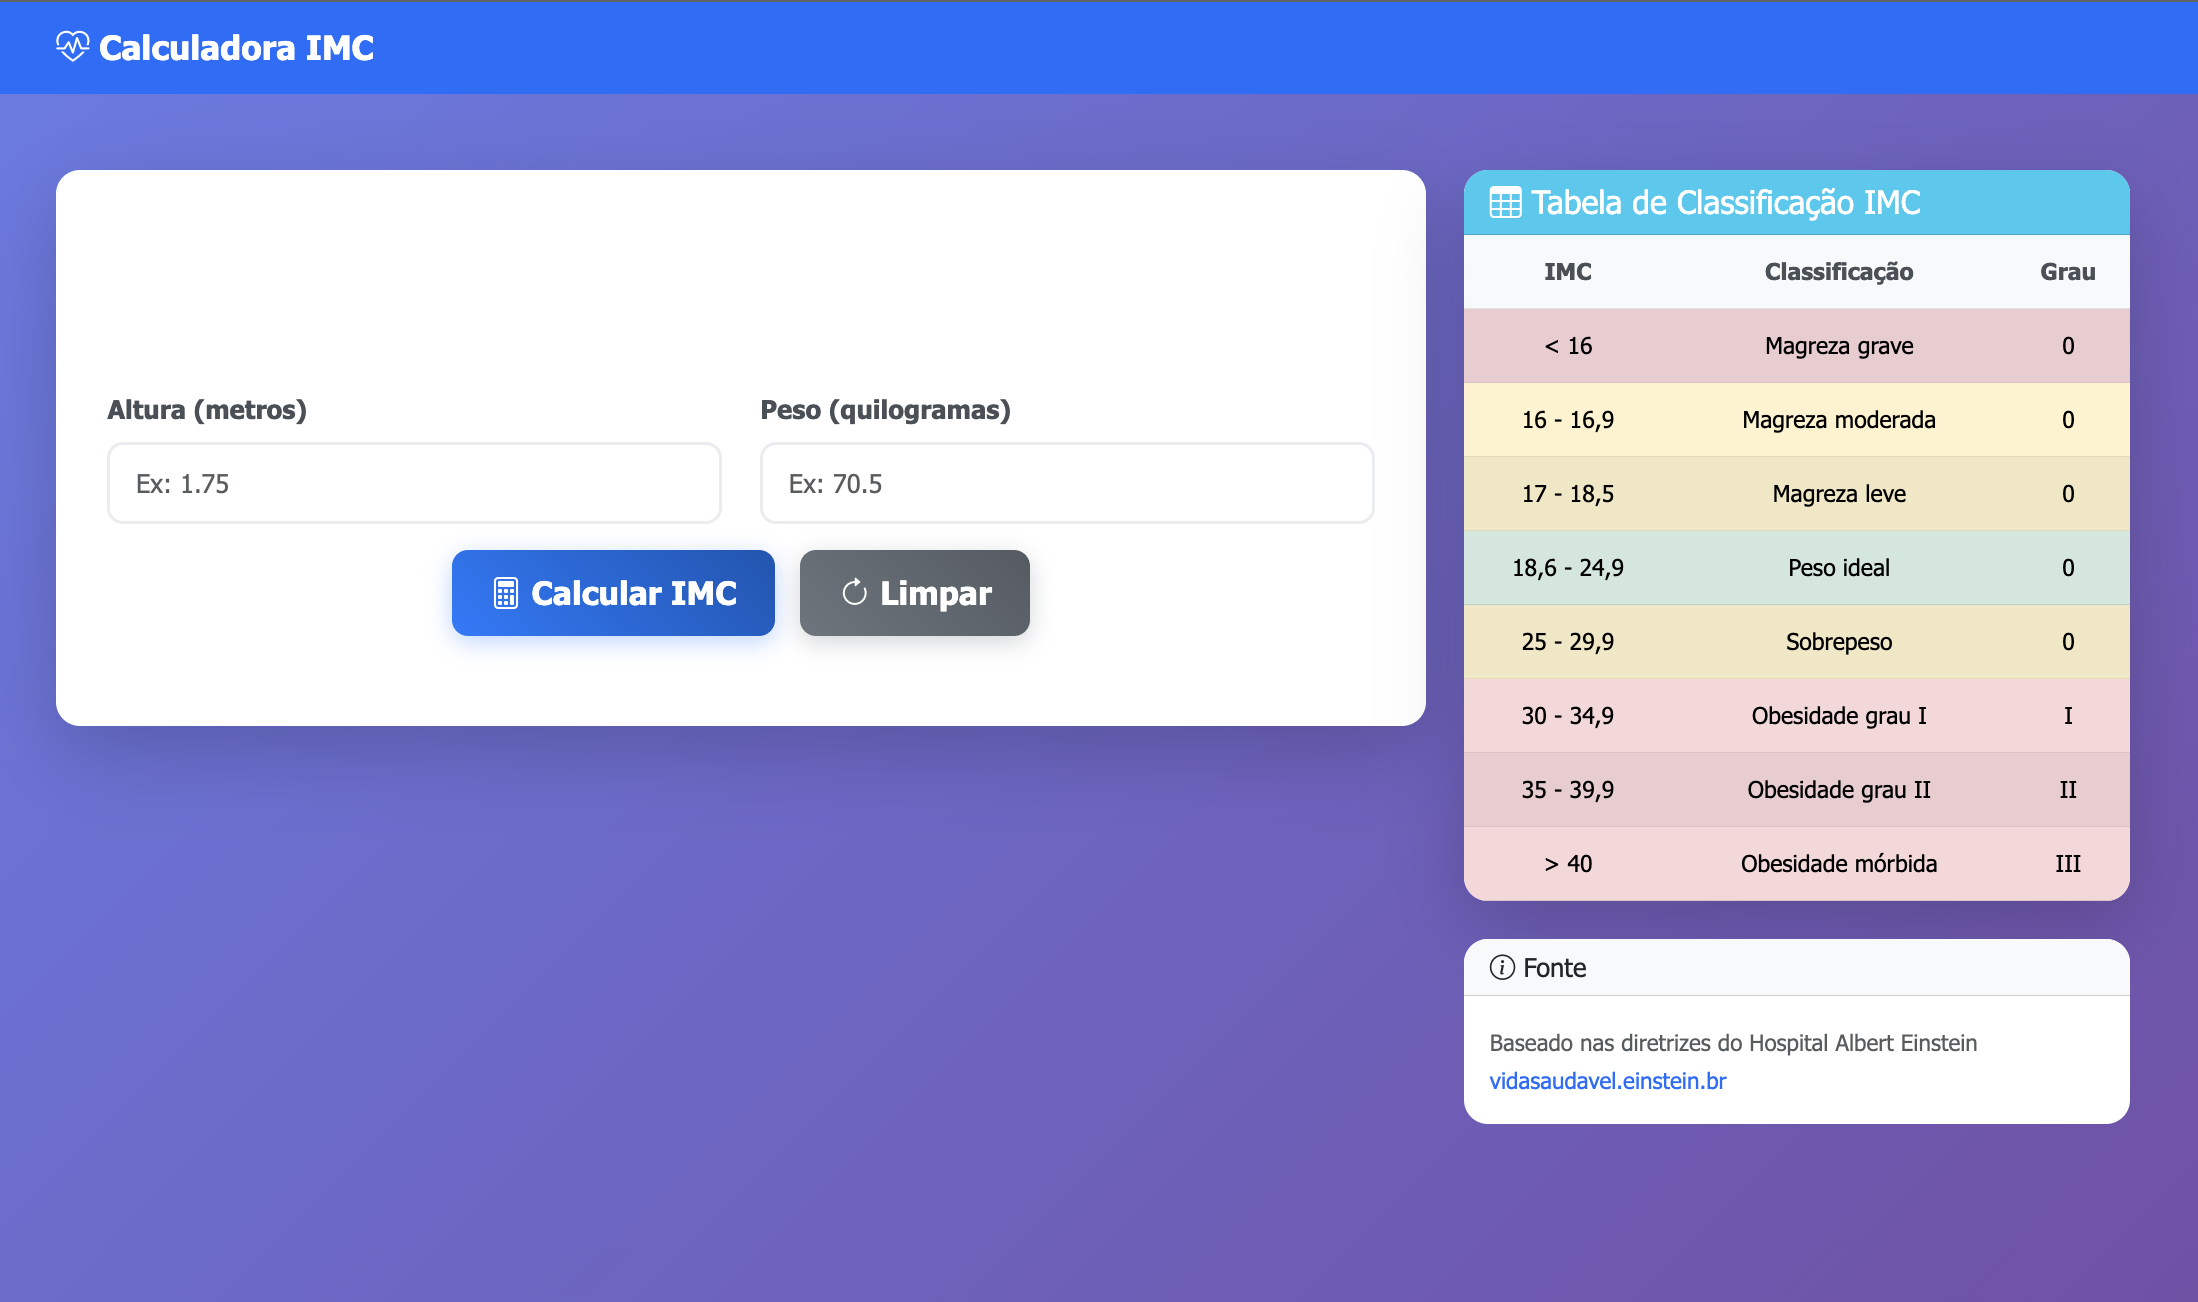 Calculadora IMC
Altura (metros)
Peso (quilogramas)
Ex: 1.75
Ex: 70.5
Calcular IMC
Limpar
Tabela de Classificação IMC
IMC Classificação Grau
< 16 Magreza grave 0
16 - 16,9 Magreza moderada 0
17 - 18,5 Magreza leve 0
18,6 - 24,9 Peso ideal 0
25 - 29,9 Sobrepeso 0
30 - 34,9 Obesidade grau I I
35 - 39,9 Obesidade grau II II
> 40 Obesidade mórbida III
Fonte
Baseado nas diretrizes do Hospital Albert Einstein
vidasaudavel.einstein.br